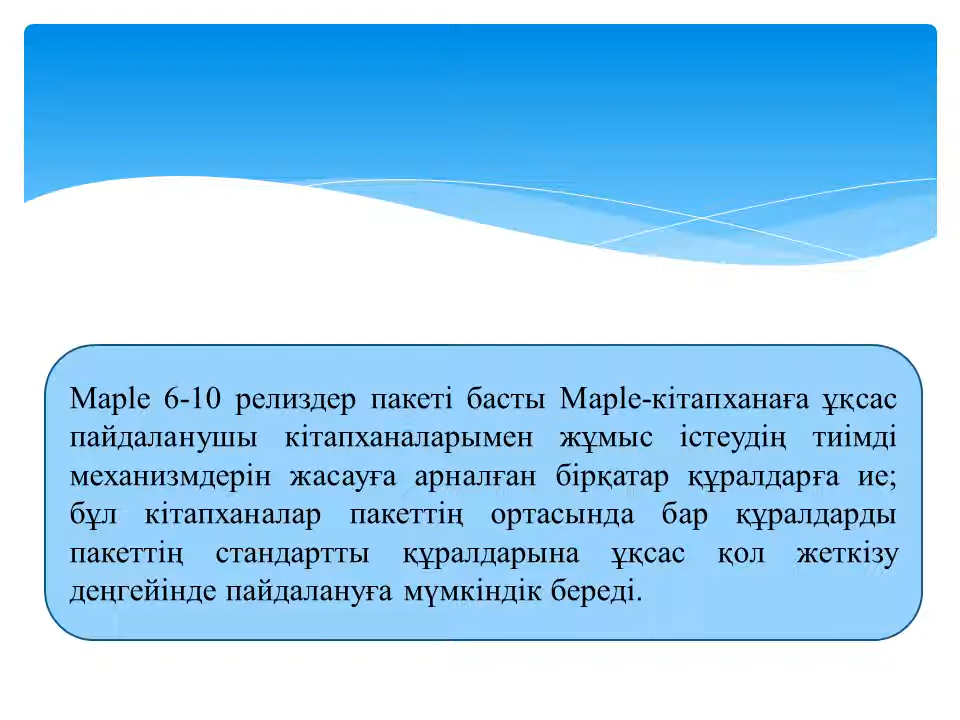 Maple 6-10 релиздер пакеті басты Maple-кітапханаға ұқсас
пайдаланушы кітапханаларымен жұмыс істеудің тиімді
механизмдерін жасауға арналған бірқатар құралдарға ие;
бұл кітапханалар пакеттің ортасында бар құралдарды
пакеттің стандартты құралдарына ұқсас қол жеткізу
деңгейінде пайдалануға мүмкіндік береді.